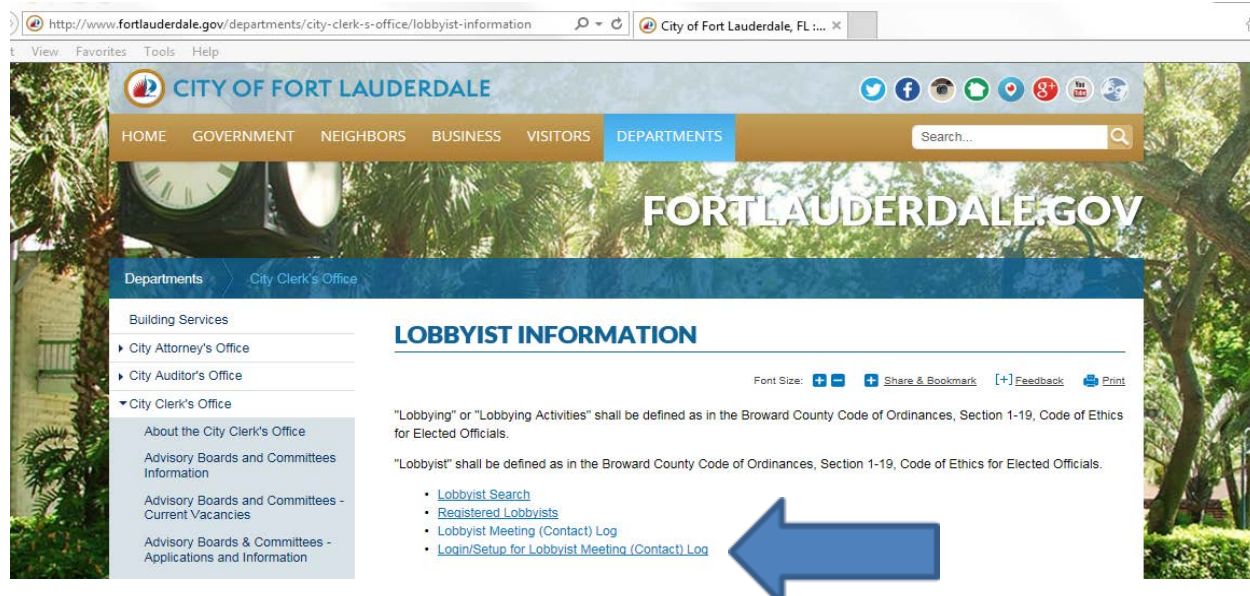 http://www.fortlauderdale.gov/departments/city-clerk-s-office/lobbyist-information
City of Fort Lauderdale, FL :...
View Favorites Tools Help
CITY OF FORT LAUDERDALE
HOME GOVERNMENT NEIGHBORS BUSINESS VISITORS DEPARTMENTS
Search...
FORTLAUDERDALE.GOV
Departments City Clerk's Office
Building Services
City Attorney's Office
City Auditor's Office
City Clerk's Office
About the City Clerk's Office
Advisory Boards and Committees
Information
Advisory Boards and Committees -
Current Vacancies
Advisory Boards & Committees -
Applications and Information
LOBBYIST INFORMATION
Font Size: Share & Bookmark [+] Feedback Print
"Lobbying" or "Lobbying Activities" shall be defined as in the Broward County Code of Ordinances, Section 1-19, Code of Ethics
for Elected Officials.
"Lobbyist" shall be defined as in the Broward County Code of Ordinances, Section 1-19, Code of Ethics for Elected Officials.
• Lobbyist Search
• Registered Lobbyists
• Lobbyist Meeting (Contact) Log
• Login/Setup for Lobbyist Meeting (Contact) Log